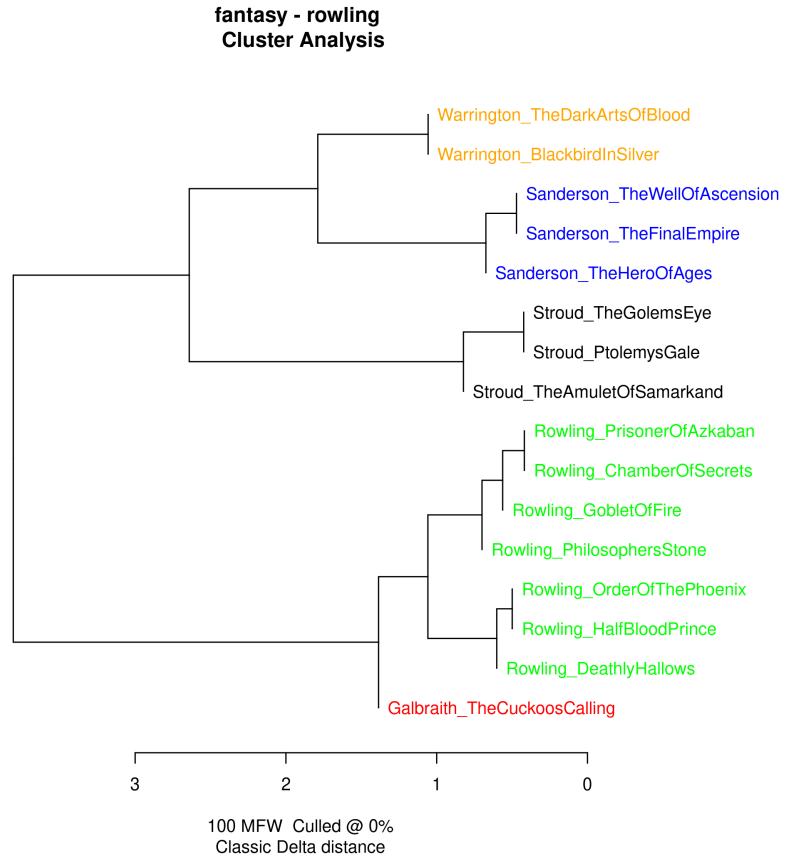 fantasy - rowling
Cluster Analysis
Warrington_TheDarkArtsOfBlood
Warrington_BlackbirdInSilver
Sanderson_TheWellOfAscension
Sanderson_TheFinalEmpire
Sanderson_TheHeroOfAges
Stroud_TheGolemsEye
Stroud_PtolemysGale
Stroud_TheAmuletOfSamarkand
Rowling_PrisonerOfAzkaban
Rowling_ChamberOfSecrets
Rowling_GobletOfFire
Rowling_PhilosophersStone
Rowling_OrderOfThePhoenix
Rowling_HalfBloodPrince
Rowling_DeathlyHallows
Galbraith_TheCuckoosCalling
3 2 1 0
100 MFW  Culled @ 0%
Classic Delta distance